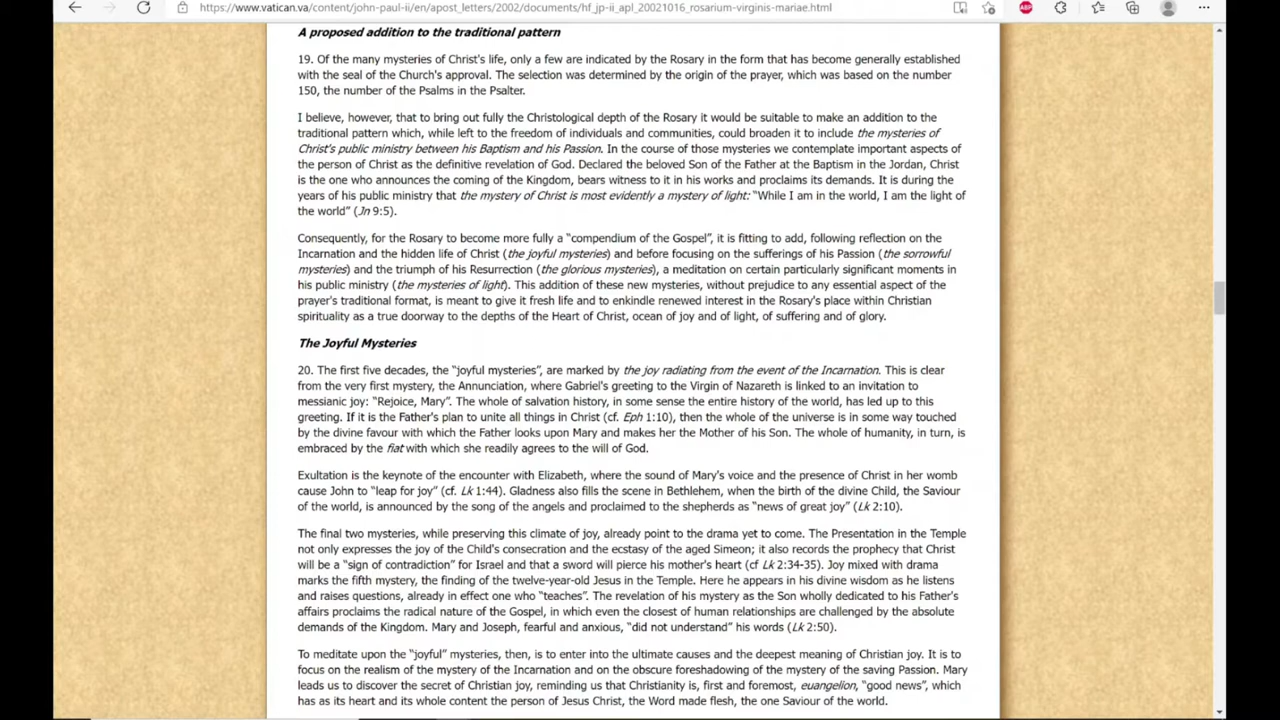 https://www.vatican.va/content/john-paul-ii/en/apost_letters/2002/documents/hf_jp-ii_apl_20021016_rosarium-virginis-mariae.html
ABP
A proposed addition to the traditional pattern
19. Of the many mysteries of Christ's life, only a few are indicated by the Rosary in the form that has become generally established
with the seal of the Church's approval. The selection was determined by the origin of the prayer, which was based on the number
150, the number of the Psalms in the Psalter.
I believe, however, that to bring out fully the Christological depth of the Rosary it would be suitable to make an addition to the
traditional pattern which, while left to the freedom of individuals and communities, could broaden it to include the mysteries of
Christ's public ministry between his Baptism and his Passion. In the course of those mysteries we contemplate important aspects of
the person of Christ as the definitive revelation of God. Declared the beloved Son of the Father at the Baptism in the Jordan, Christ
is the one who announces the coming of the Kingdom, bears witness to it in his works and proclaims its demands. It is during the
years of his public ministry that the mystery of Christ is most evidently a mystery of light: “While I am in the world, I am the light of
the world” (Jn 9:5).
Consequently, for the Rosary to become more fully a “compendium of the Gospel”, it is fitting to add, following reflection on the
Incarnation and the hidden life of Christ (the joyful mysteries) and before focusing on the sufferings of his Passion (the sorrowful
mysteries) and the triumph of his Resurrection (the glorious mysteries), a meditation on certain particularly significant moments in
his public ministry (the mysteries of light). This addition of these new mysteries, without prejudice to any essential aspect of the
prayer's traditional format, is meant to give it fresh life and to enkindle renewed interest in the Rosary's place within Christian
spirituality as a true doorway to the depths of the Heart of Christ, ocean of joy and of light, of suffering and of glory.
The Joyful Mysteries
20. The first five decades, the “joyful mysteries”, are marked by the joy radiating from the event of the Incarnation. This is clear
from the very first mystery, the Annunciation, where Gabriel's greeting to the Virgin of Nazareth is linked to an invitation to
messianic joy: “Rejoice, Mary”. The whole of salvation history, in some sense the entire history of the world, has led up to this
greeting. If it is the Father's plan to unite all things in Christ (cf. Eph 1:10), then the whole of the universe is in some way touched
by the divine favour with which the Father looks upon Mary and makes her the Mother of his Son. The whole of humanity, in turn, is
embraced by the fiat with which she readily agrees to the will of God.
Exultation is the keynote of the encounter with Elizabeth, where the sound of Mary's voice and the presence of Christ in her womb
cause John to “leap for joy” (cf. Lk 1:44). Gladness also fills the scene in Bethlehem, when the birth of the divine Child, the Saviour
of the world, is announced by the song of the angels and proclaimed to the shepherds as “news of great joy” (Lk 2:10).
The final two mysteries, while preserving this climate of joy, already point to the drama yet to come. The Presentation in the Temple
not only expresses the joy of the Child's consecration and the ecstasy of the aged Simeon; it also records the prophecy that Christ
will be a “sign of contradiction” for Israel and that a sword will pierce his mother's heart (cf Lk 2:34-35). Joy mixed with drama
marks the fifth mystery, the finding of the twelve-year-old Jesus in the Temple. Here he appears in his divine wisdom as he listens
and raises questions, already in effect one who “teaches”. The revelation of his mystery as the Son wholly dedicated to his Father's
affairs proclaims the radical nature of the Gospel, in which even the closest of human relationships are challenged by the absolute
demands of the Kingdom. Mary and Joseph, fearful and anxious, “did not understand” his words (Lk 2:50).
To meditate upon the “joyful” mysteries, then, is to enter into the ultimate causes and the deepest meaning of Christian joy. It is to
focus on the realism of the mystery of the Incarnation and on the obscure foreshadowing of the mystery of the saving Passion. Mary
leads us to discover the secret of Christian joy, reminding us that Christianity is, first and foremost, euangelion, “good news”, which
has as its heart and its whole content the person of Jesus Christ, the Word made flesh, the one Saviour of the world.